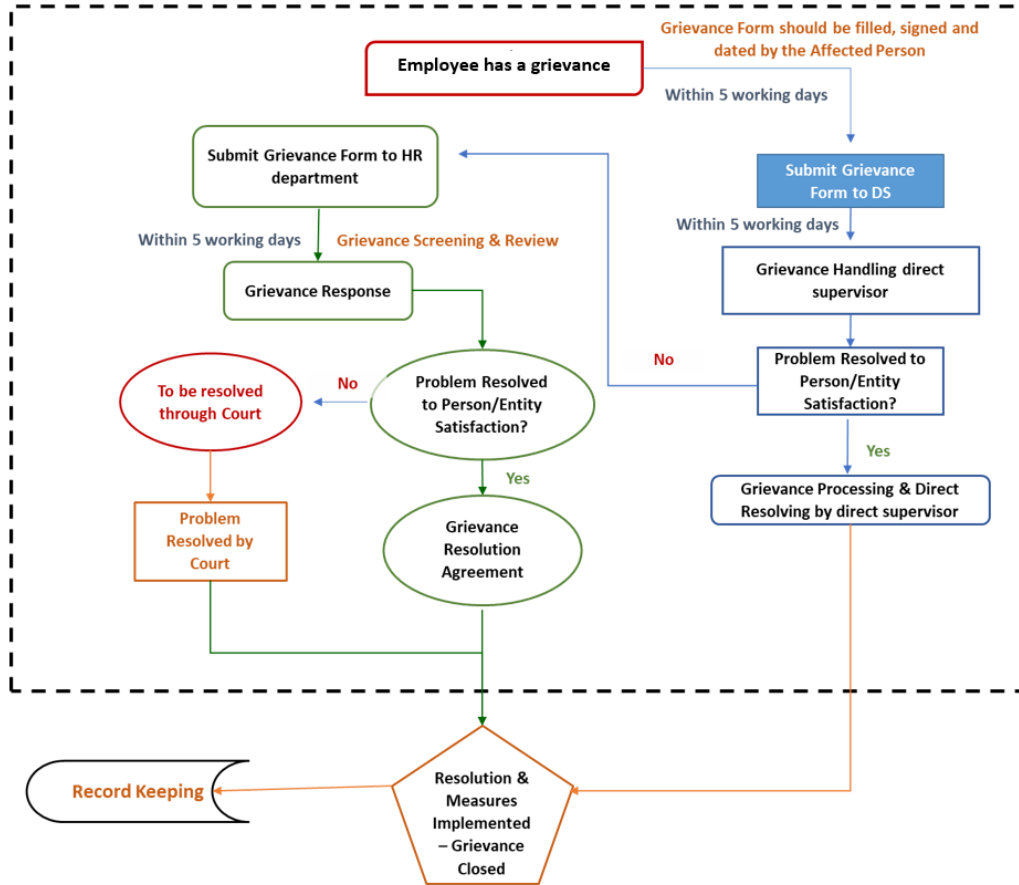 Grievance Form should be filled, signed and
dated by the Affected Person
Employee has a grievance
Within 5 working days
Submit Grievance Form to HR
department
Submit Grievance
Form to DS
Within 5 working days
Grievance Screening & Review
Within 5 working days
Grievance Handling direct
supervisor
Grievance Response
No
Problem Resolved to
Person/Entity
Satisfaction?
To be resolved
through Court
No
Problem Resolved
to Person/Entity
Satisfaction?
Yes
Yes
Grievance Processing & Direct
Resolving by direct supervisor
Problem
Resolved by
Court
Grievance
Resolution
Agreement
Record Keeping
Resolution &
Measures
Implemented
– Grievance
Closed